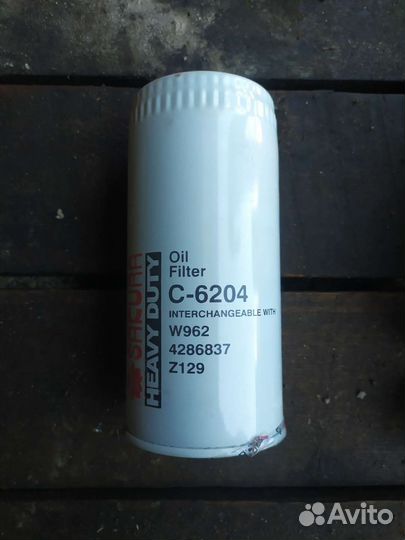 SAKURA
HEAVY DUTY
Oil
Filter
C-6204
INTERCHANGEABLE WITH
W962
4286837
Z129
Avito